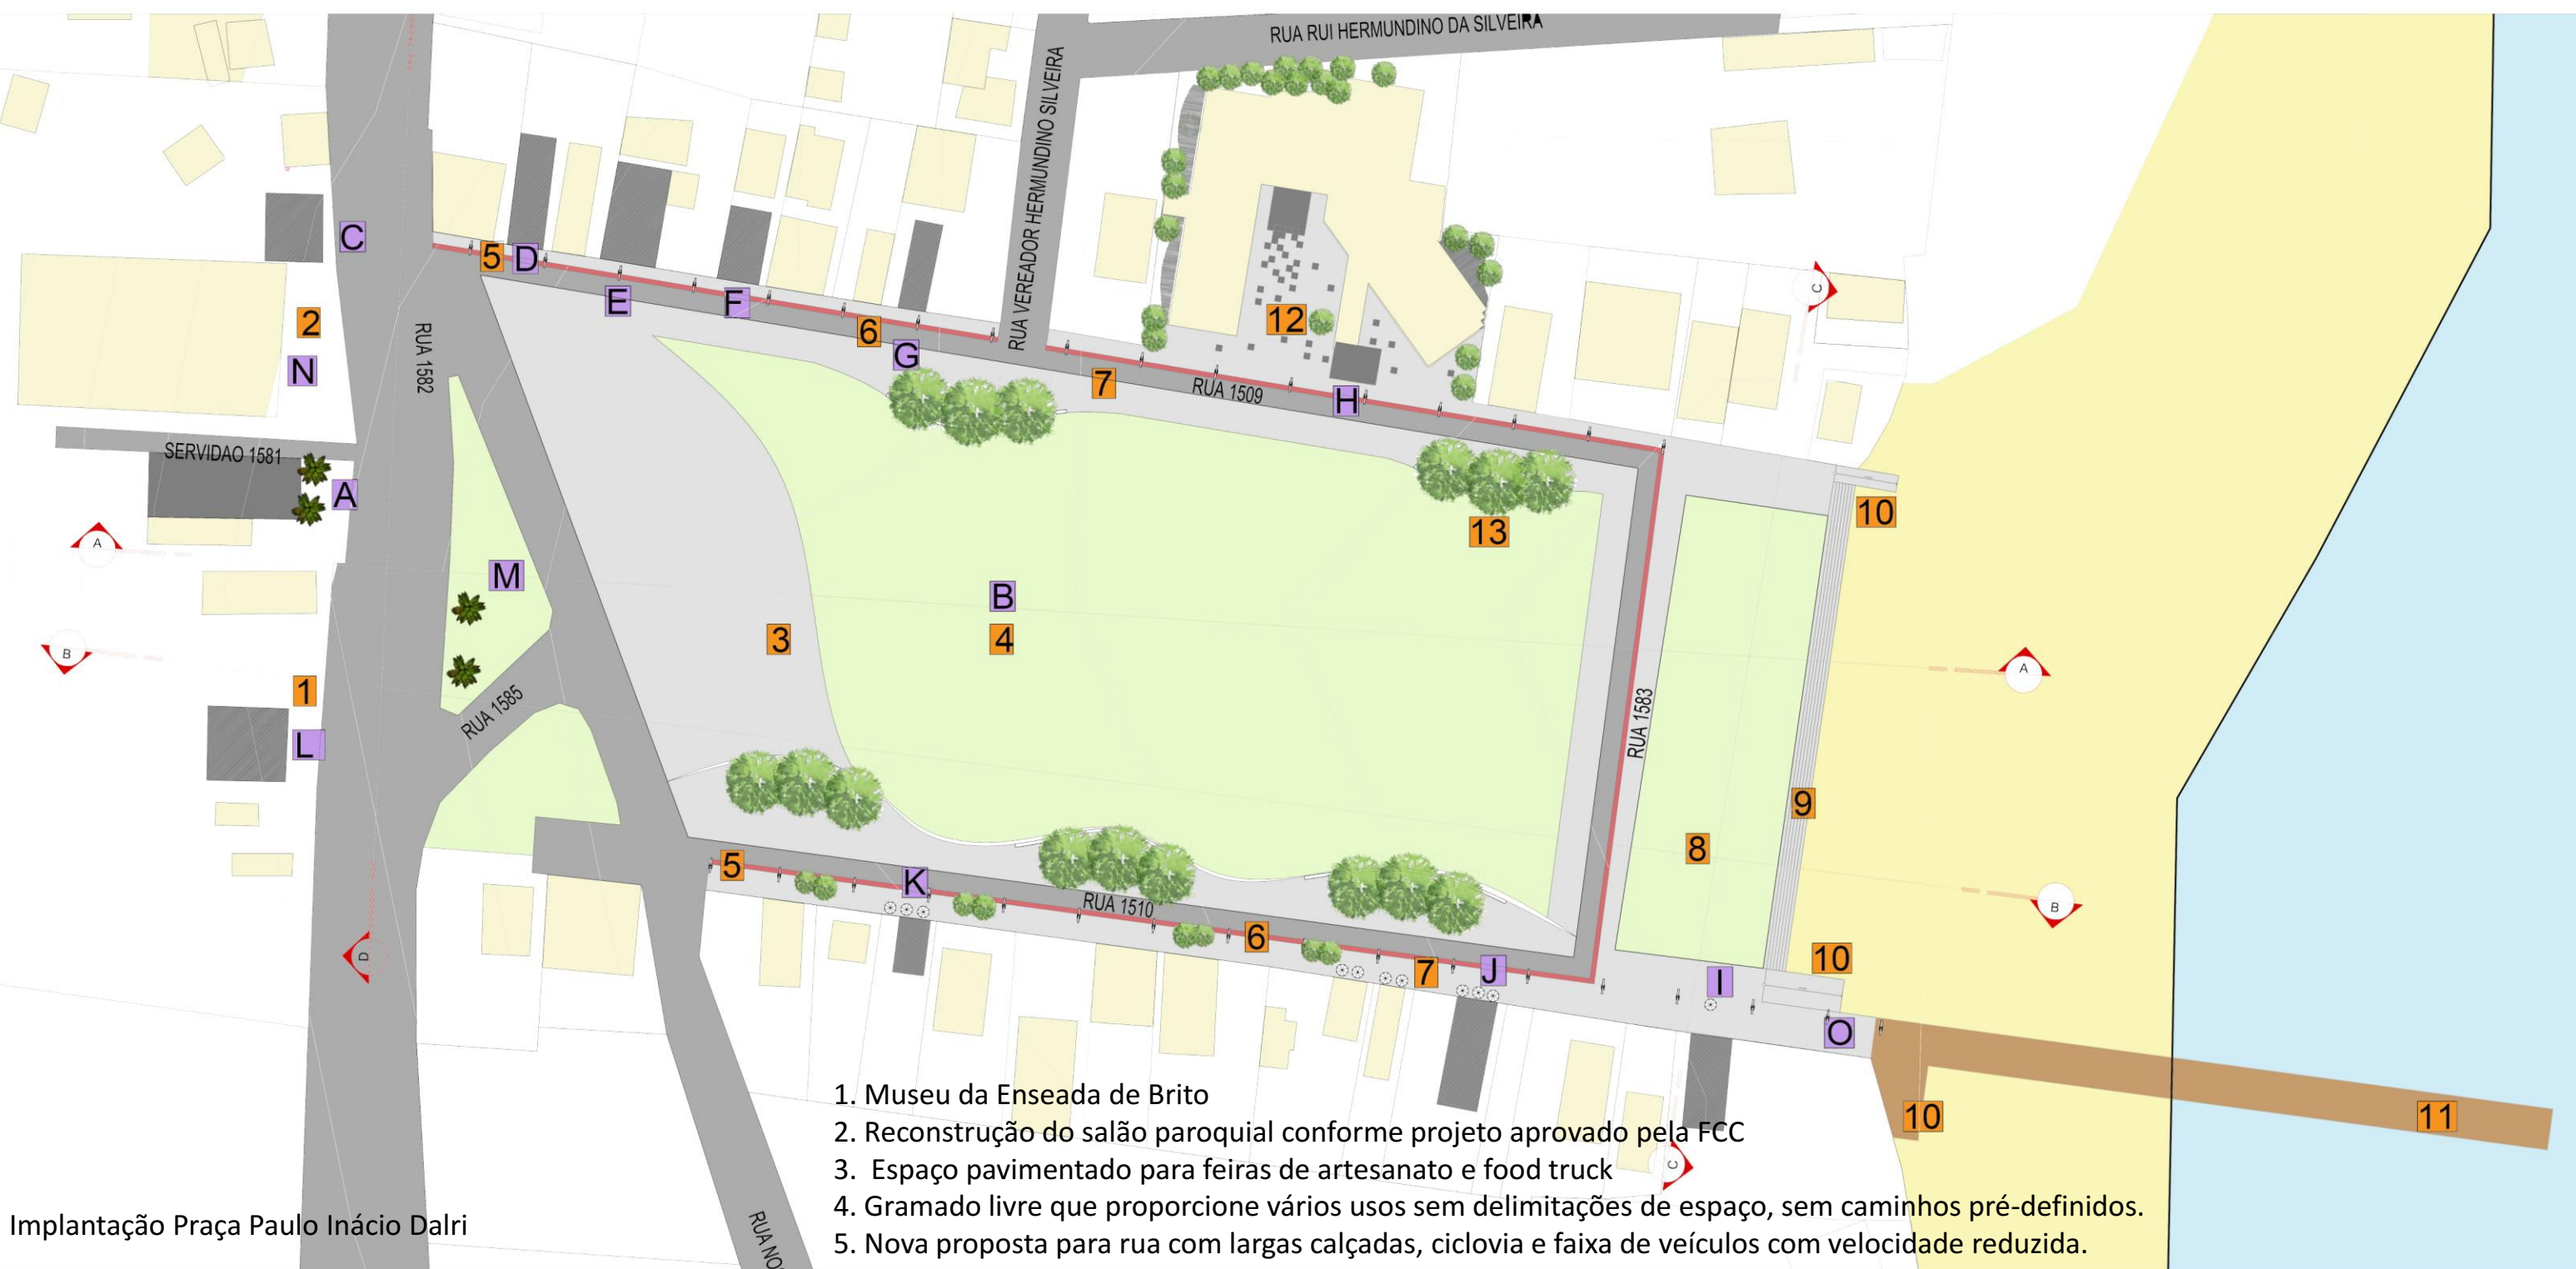 RUA RUI HERMUNDINO DA SILVEIRA
RUA VEREADOR HERMUNDINO SILVEIRA
C
C
5
D
E
F
6
G
2
12
RUA 1582
N
7
RUA 1509
H
SERVIDAO 1581
A
10
13
A
M
B
3
4
B
A
1
RUA 1585
RUA 1583
L
9
8
5
K
B
RUA 1510
6
D
7
J
I
10
O
10
11
C
1. Museu da Enseada de Brito
2. Reconstrução do salão paroquial conforme projeto aprovado pela FCC
3. Espaço pavimentado para feiras de artesanato e food truck
4. Gramado livre que proporcione vários usos sem delimitações de espaço, sem caminhos pré-definidos.
5. Nova proposta para rua com largas calçadas, ciclovia e faixa de veículos com velocidade reduzida.
Implantação Praça Paulo Inácio Dalri
RUA